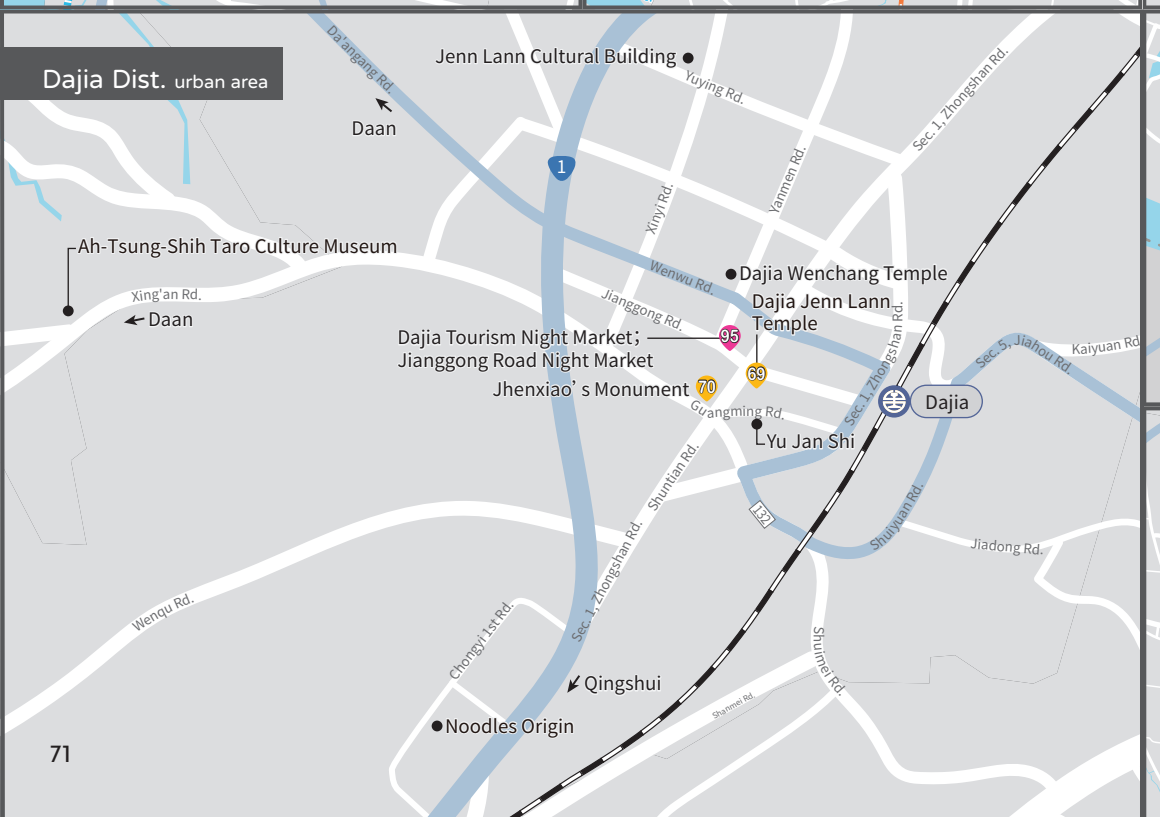 Dajia Dist. urban area
Da'angang Rd.
Daan
Jenn Lann Cultural Building
Yuying Rd.
Sec. 1, Zhongshan Rd.
1
Xinyi Rd.
Yanmen Rd.
Ah-Tsung-Shih Taro Culture Museum
Xing'an Rd.
Daan
Wenwu Rd.
Dajia Wenchang Temple
Jianggong Rd.
Dajia Jenn Lann
Temple
Dajia Tourism Night Market；
Jianggong Road Night Market
95
69
70
Jhenxiao’s Monument
Guangming Rd.
Yu Jan Shi
Sec. 1, Zhongshan Rd.
Dajia
Sec. 5, Jiahou Rd.
Kaiyuan Rd
Shuntian Rd.
132
Shuiyuan Rd.
Jiadong Rd.
Sec. 1, Zhongshan Rd.
Wenqu Rd.
Chongyi 1st Rd.
Shuimei Rd.
Shanmei Rd.
Qingshui
Noodles Origin
71